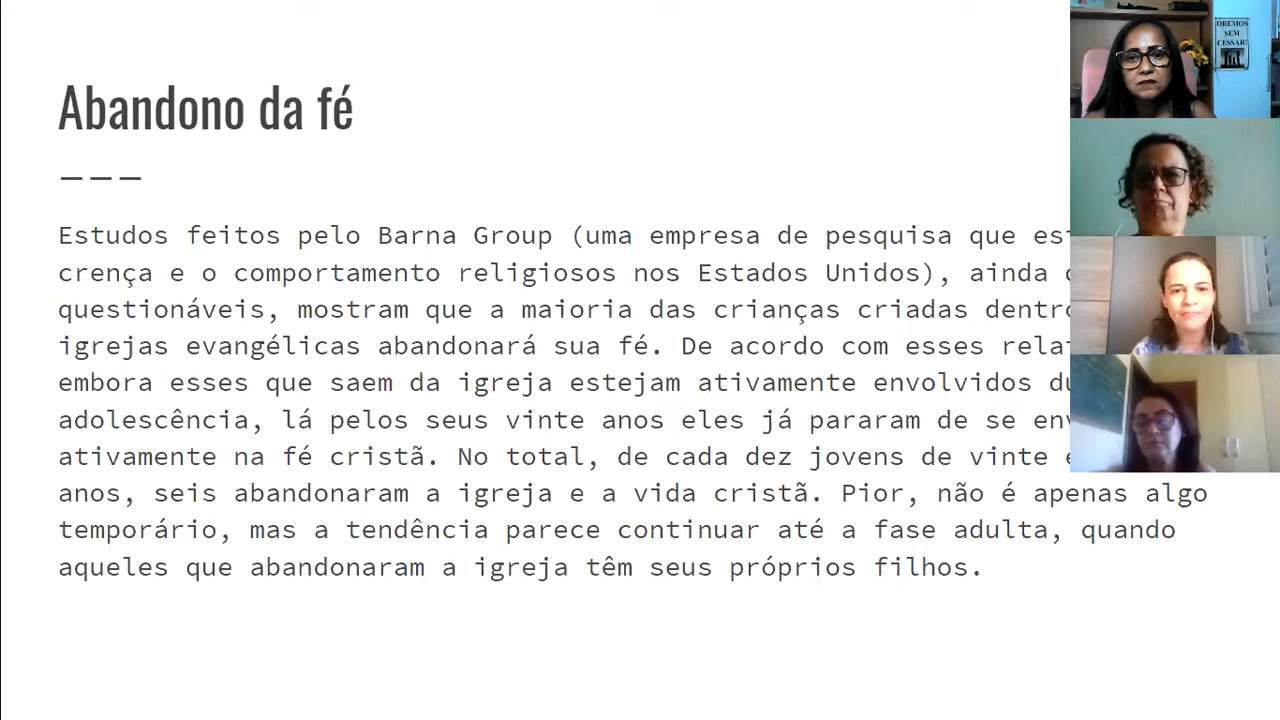 Abandono da fé
Estudos feitos pelo Barna Group (uma empresa de pesquisa que
crença e o comportamento religiosos nos Estados Unidos), ainda
questionáveis, mostram que a maioria das crianças criadas
igrejas evangélicas abandonará sua fé. De acordo com esses
embora esses que saem da igreja estejam ativamente envolvidos
adolescência, lá pelos seus vinte anos eles já pararam de se
ativamente na fé cristã. No total, de cada dez jovens de vinte
anos, seis abandonaram a igreja e a vida cristã. Pior, não é apenas algo
temporário, mas a tendência parece continuar até a fase adulta, quando
aqueles que abandonaram a igreja têm seus próprios filhos.
OREMOS
SEM
CESSAR!